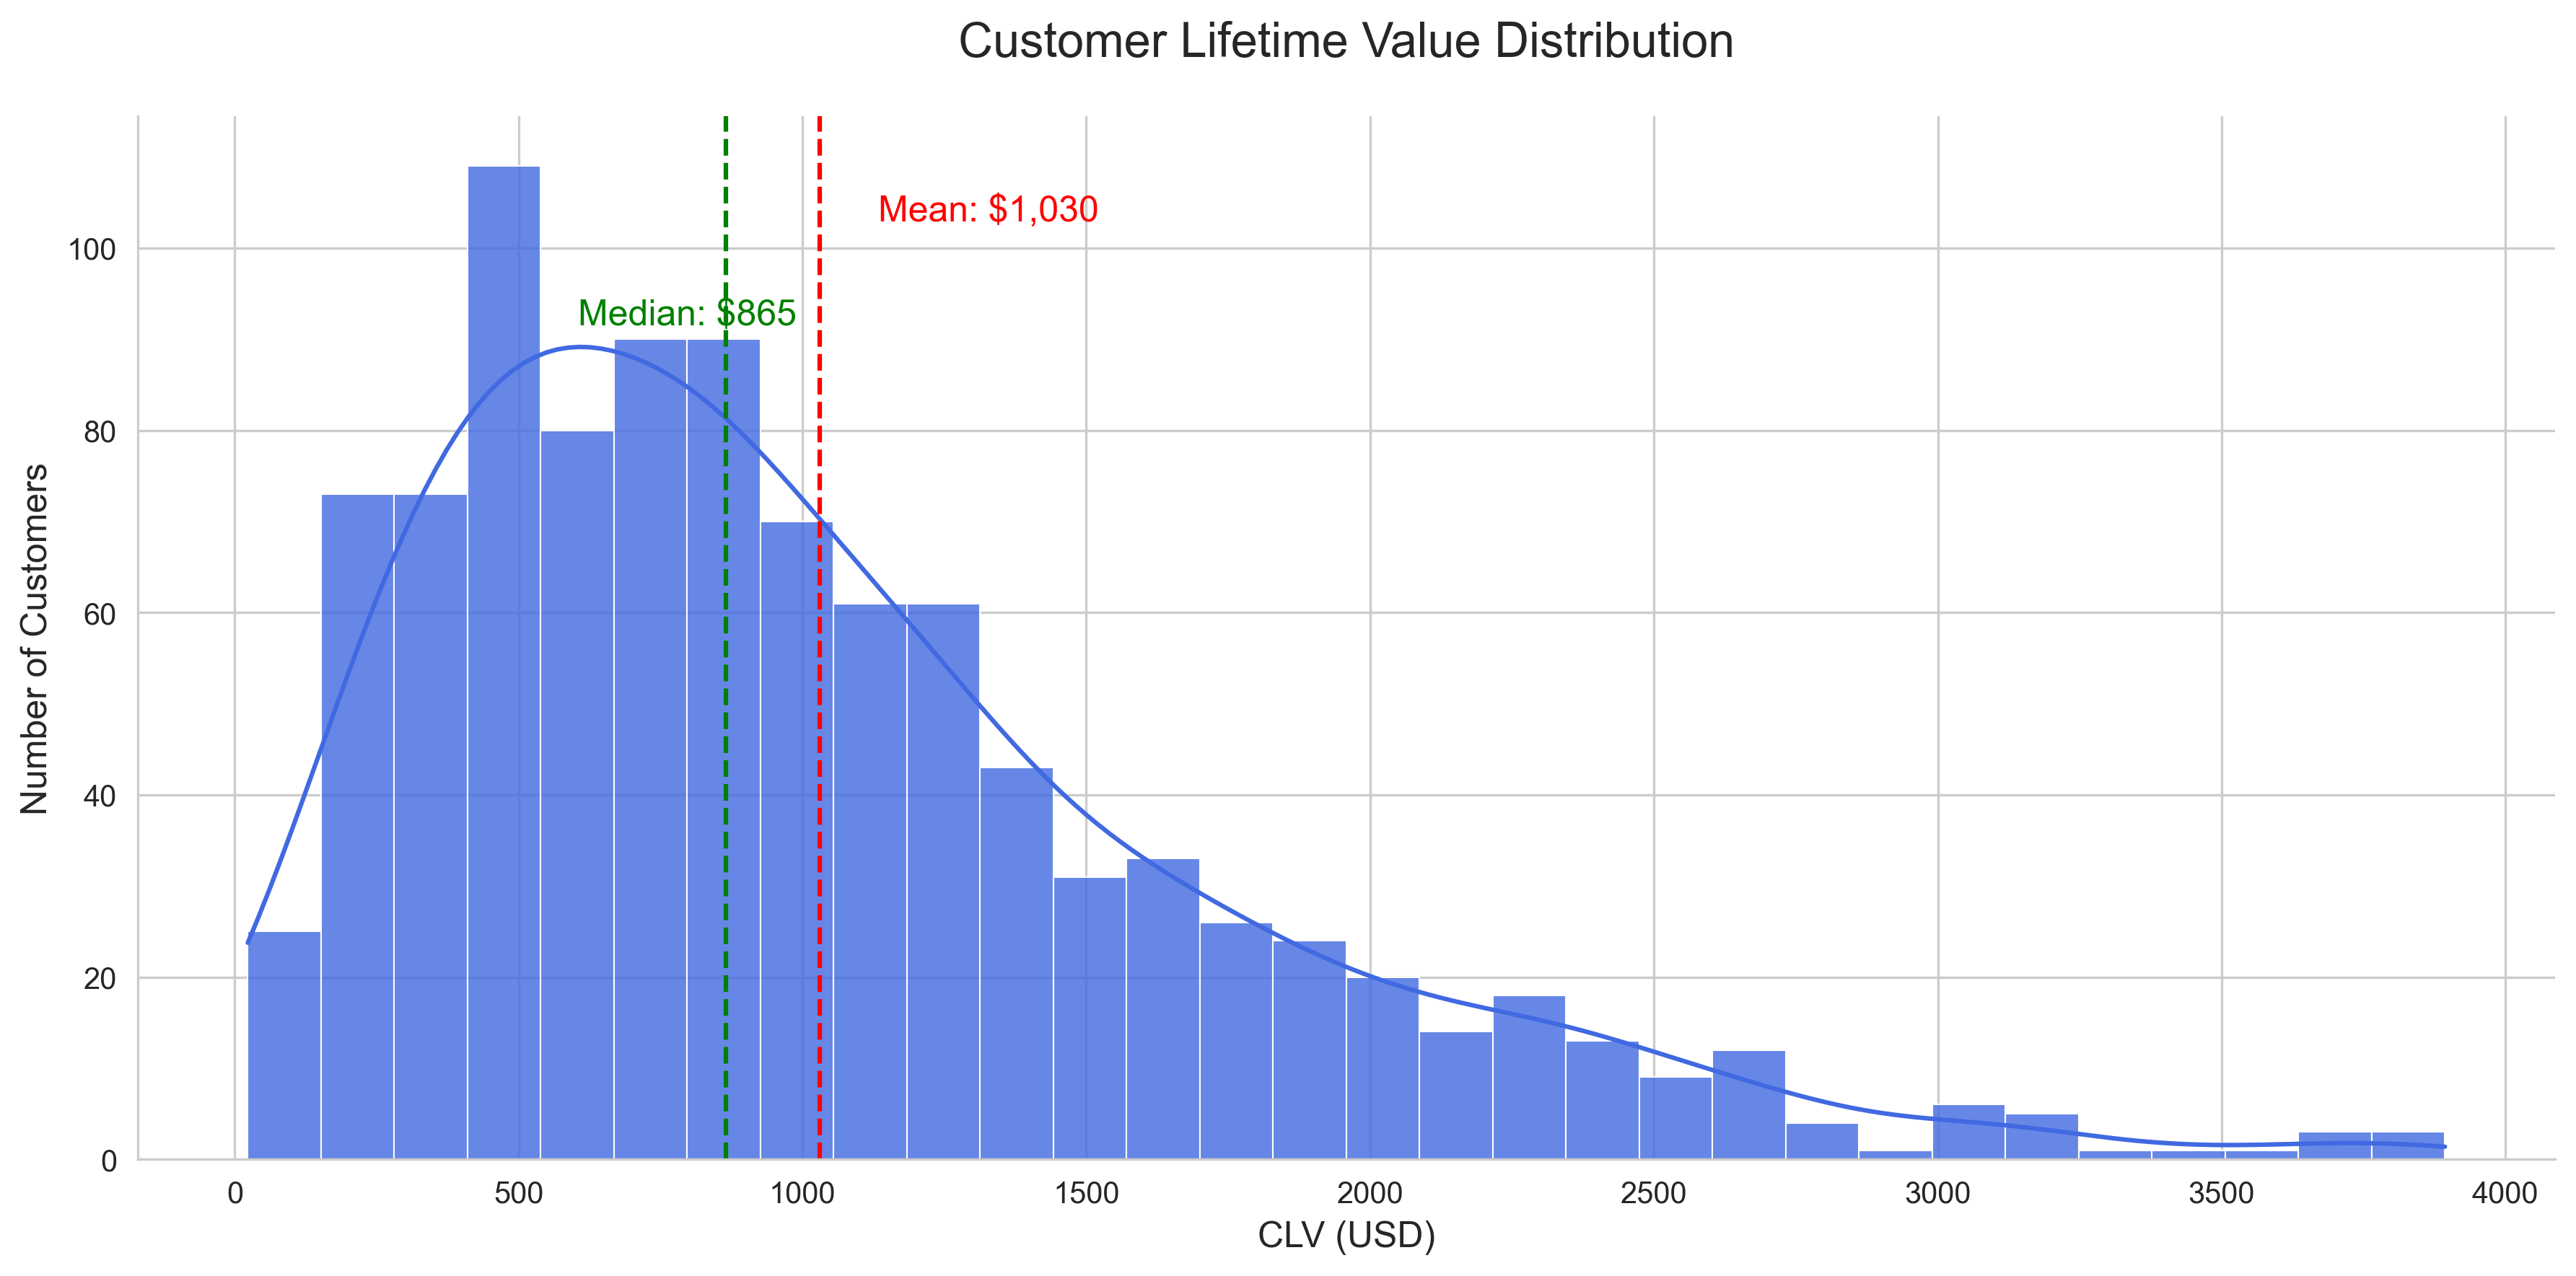 Customer Lifetime Value Distribution
Mean: $1,030
Median: $865
Number of Customers
100
80
60
40
20
0
0 500 1000 1500 2000 2500 3000 3500 4000
CLV (USD)